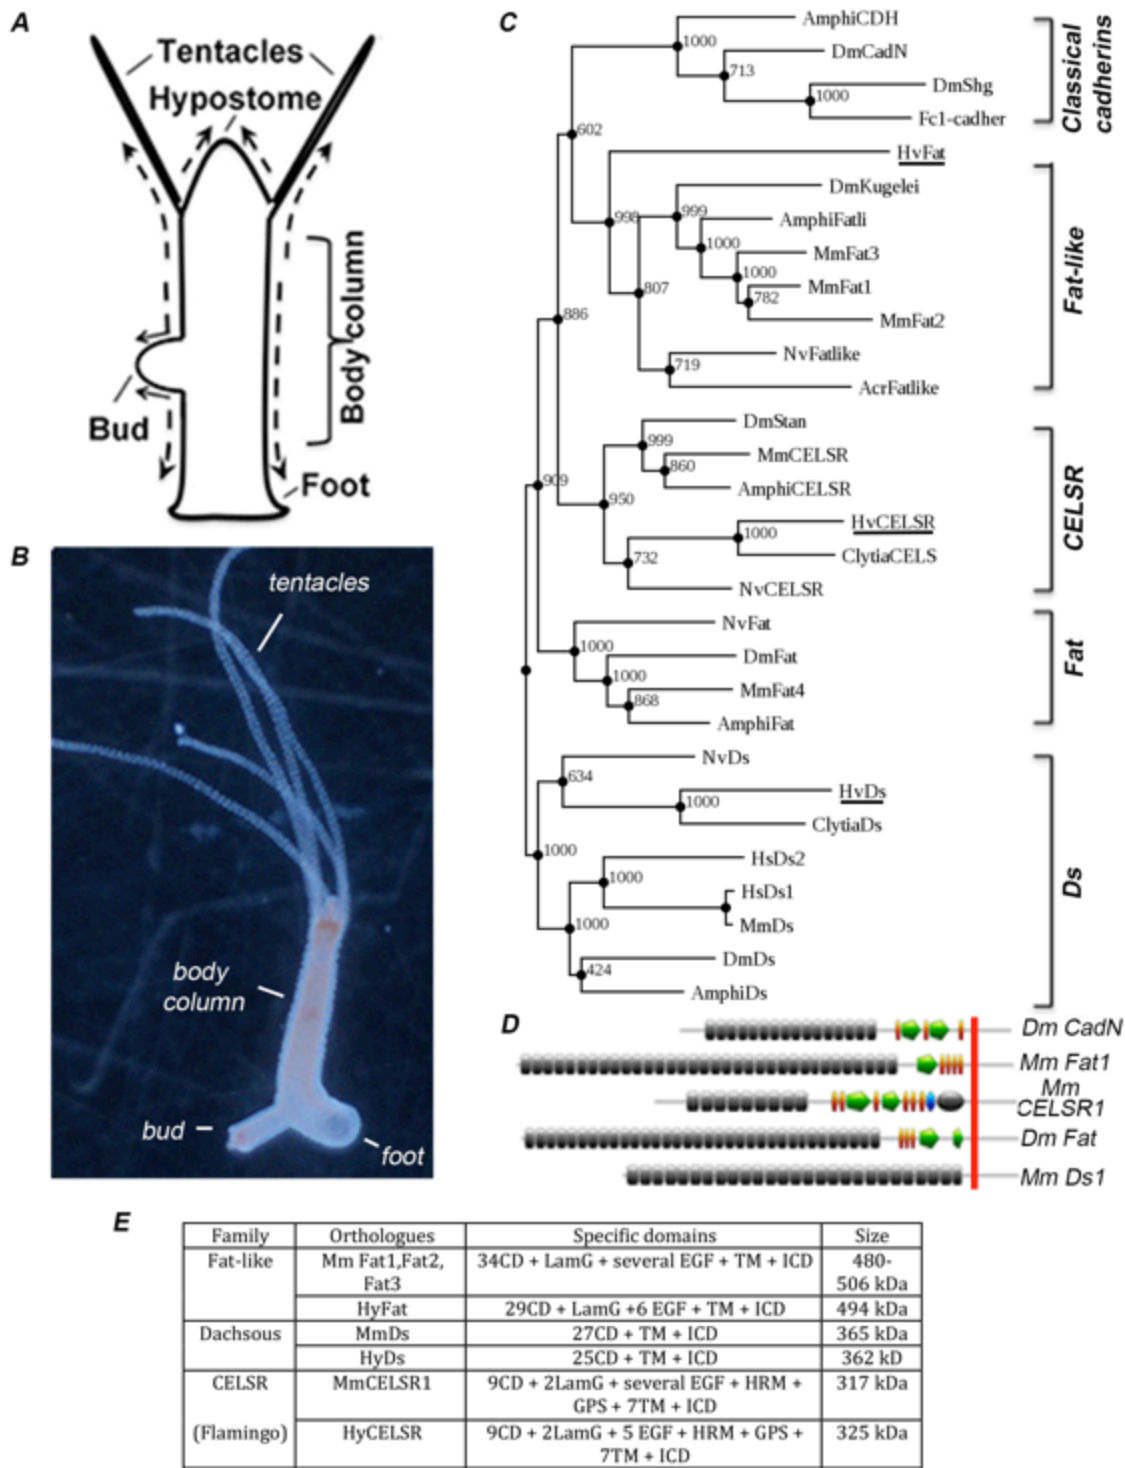 A
Tentacles
Hypostome
Body column
Bud
Foot
B
tentacles
body
column
bud
foot
C
AmphiCDH
1000
DmCadN
713
DmShg
1000
Fc1-cadher
602
Classical
cadherins
HvFat
998
DmKugelei
999
AmphiFatli
1000
MmFat3
1000
MmFat1
782
MmFat2
807
NvFatlike
719
AcrFatlike
Fat-like
886
DmStan
999
MmCELSR
860
AmphiCELSR
950
HvCELSR
1000
ClytiaCELS
732
NvCELSR
CELSR
909
NvFat
1000
DmFat
1000
MmFat4
868
AmphiFat
Fat
NvDs
634
HvDs
1000
ClytiaDs
1000
HsDs2
1000
HsDs1
MmDs
1000
DmDs
424
AmphiDs
Ds
D
Dm CadN
Mm Fat1
Mm
CELSR1
Dm Fat
Mm Ds1
E
Family Orthologues Specific domains Size
Fat-like Mm Fat1,Fat2, 34CD + LamG + several EGF + TM + ICD 480-
Fat3 506 kDa
HyFat 29CD + LamG +6 EGF + TM + ICD 494 kDa
Dachsous MmDs 27CD + TM + ICD 365 kDa
HyDs 25CD + TM + ICD 362 kD
CELSR MmCELSR1 9CD + 2LamG + several EGF + HRM + 317 kDa
GPS + 7TM + ICD
(Flamingo) HyCELSR 9CD + 2LamG + 5 EGF + HRM + GPS + 325 kDa
7TM + ICD